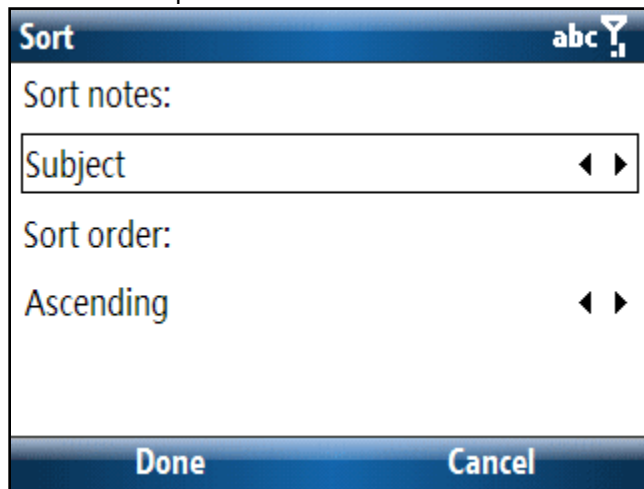 Sort abc
Sort notes:
Subject
Sort order:
Ascending
Done Cancel